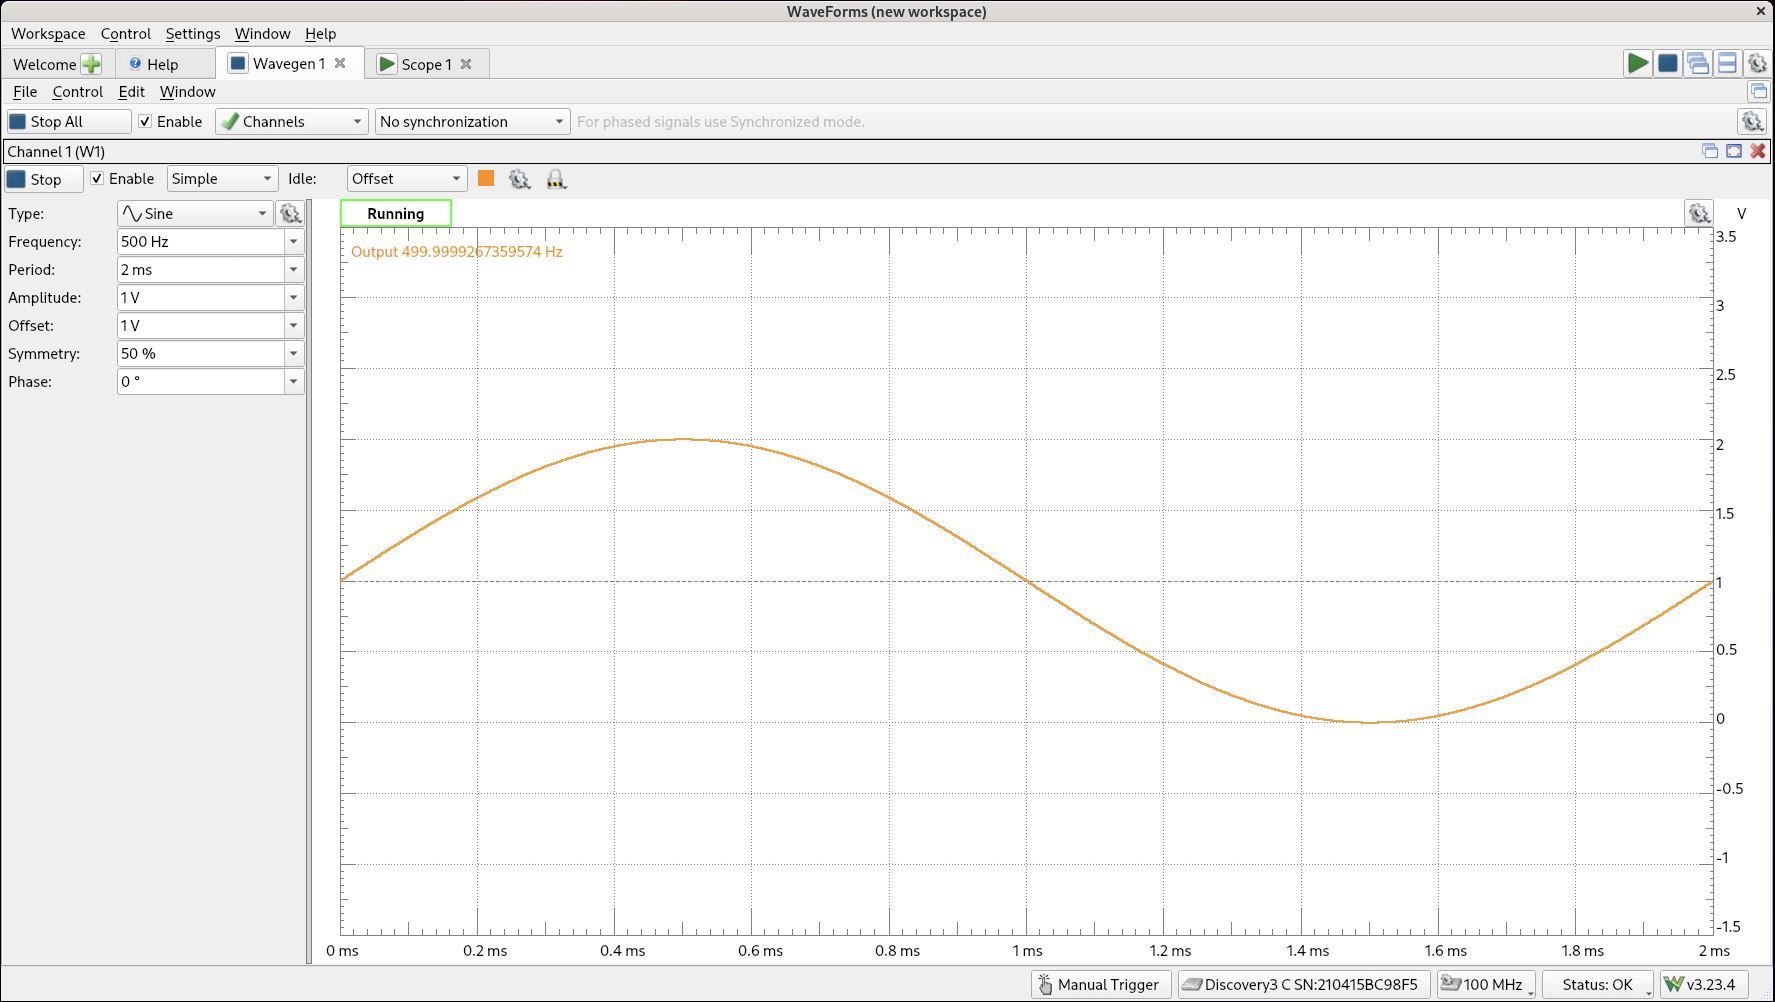 WaveForms (new workspace)
Workspace Control Settings Window Help
Welcome Help Wavegen 1 Scope 1
File Control Edit Window
Stop All Enable Channels No synchronization For phased signals use Synchronized mode.
Channel 1 (W1)
Stop Enable Simple Idle: Offset
Type: Sine
Frequency: 500 Hz
Period: 2 ms
Amplitude: 1 V
Offset: 1 V
Symmetry: 50 %
Phase: 0 °
Running V
Output 499.9999267359574 Hz
3.5
3
2.5
2
1.5
1
0.5
0
-0.5
-1
-1.5
0 ms 0.2 ms 0.4 ms 0.6 ms 0.8 ms 1 ms 1.2 ms 1.4 ms 1.6 ms 1.8 ms 2 ms
Manual Trigger Discovery3 C SN:210415BC98F5 100 MHz Status: OK v3.23.4